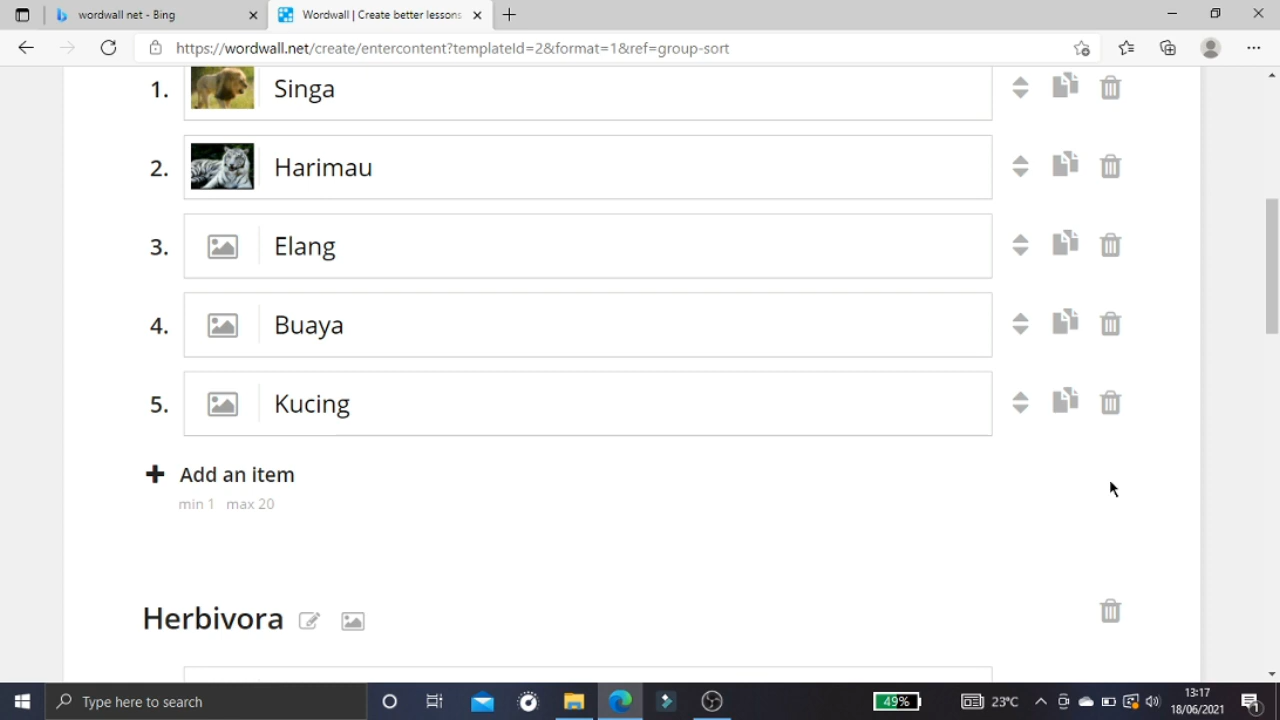 wordwall net - Bing
Wordwall | Create better lessons
https://wordwall.net/create/entercontent?templateId=2&format=1&ref=group-sort
1. Singa
2. Harimau
3. Elang
4. Buaya
5. Kucing
Add an item
min 1 max 20
Herbivora
Type here to search
49%
23°C
13:17
18/06/2021
1